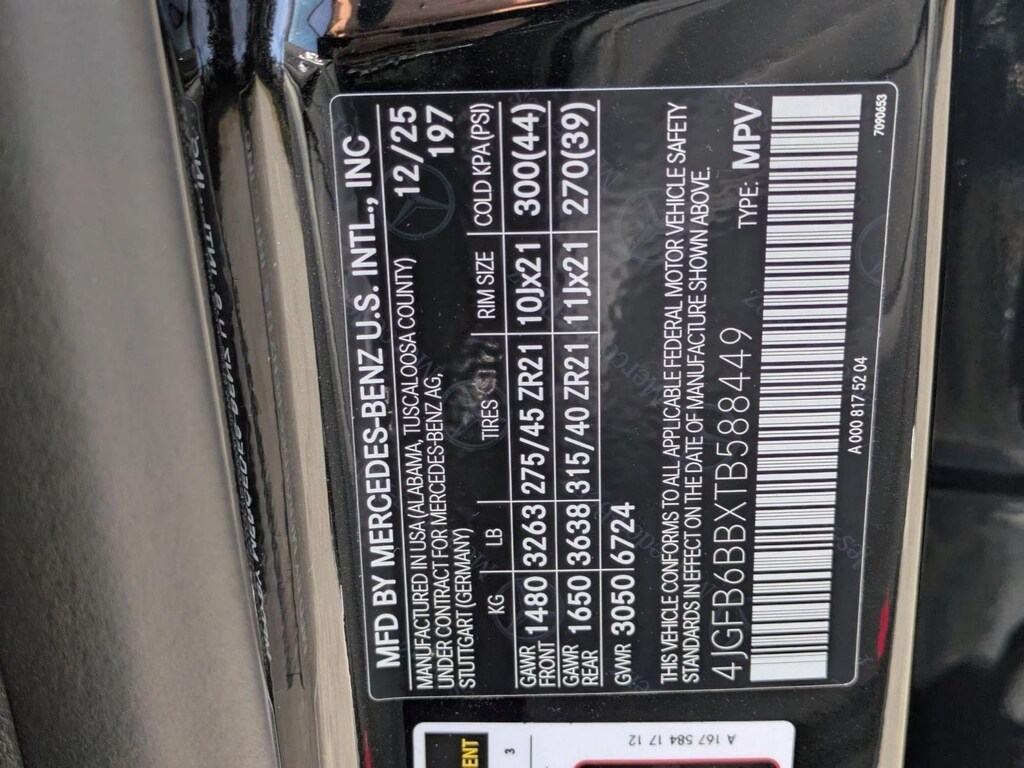 MFD BY MERCEDES-BENZ U.S. INTL., INC
MANUFACTURED IN USA (ALABAMA, TUSCALOOSA COUNTY) 12/25
UNDER CONTRACT FOR MERCEDES-BENZ AG, 197
STUTTGART (GERMANY)
KG LB TIRES RIM SIZE COLD KPA(PSI)
GAWR FRONT 1480 3263 275/45 ZR21 10Jx21 300(44)
GAWR REAR 1650 3638 315/40 ZR21 11Jx21 270(39)
GVWR 3050 6724
THIS VEHICLE CONFORMS TO ALL APPLICABLE FEDERAL MOTOR VEHICLE SAFETY
STANDARDS IN EFFECT ON THE DATE OF MANUFACTURE SHOWN ABOVE.
4JGFB6BBXTB588449 TYPE: MPV
A 000 817 52 04
7090653
ENT
3
A 167 584 17 12